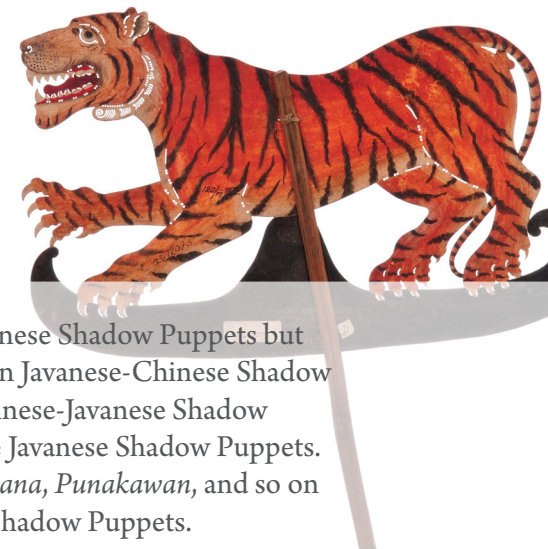 nese Shadow Puppets but
n Javanese-Chinese Shadow
inese-Javanese Shadow
Javanese Shadow Puppets.
ana, Punakawan, and so on
hadow Puppets.